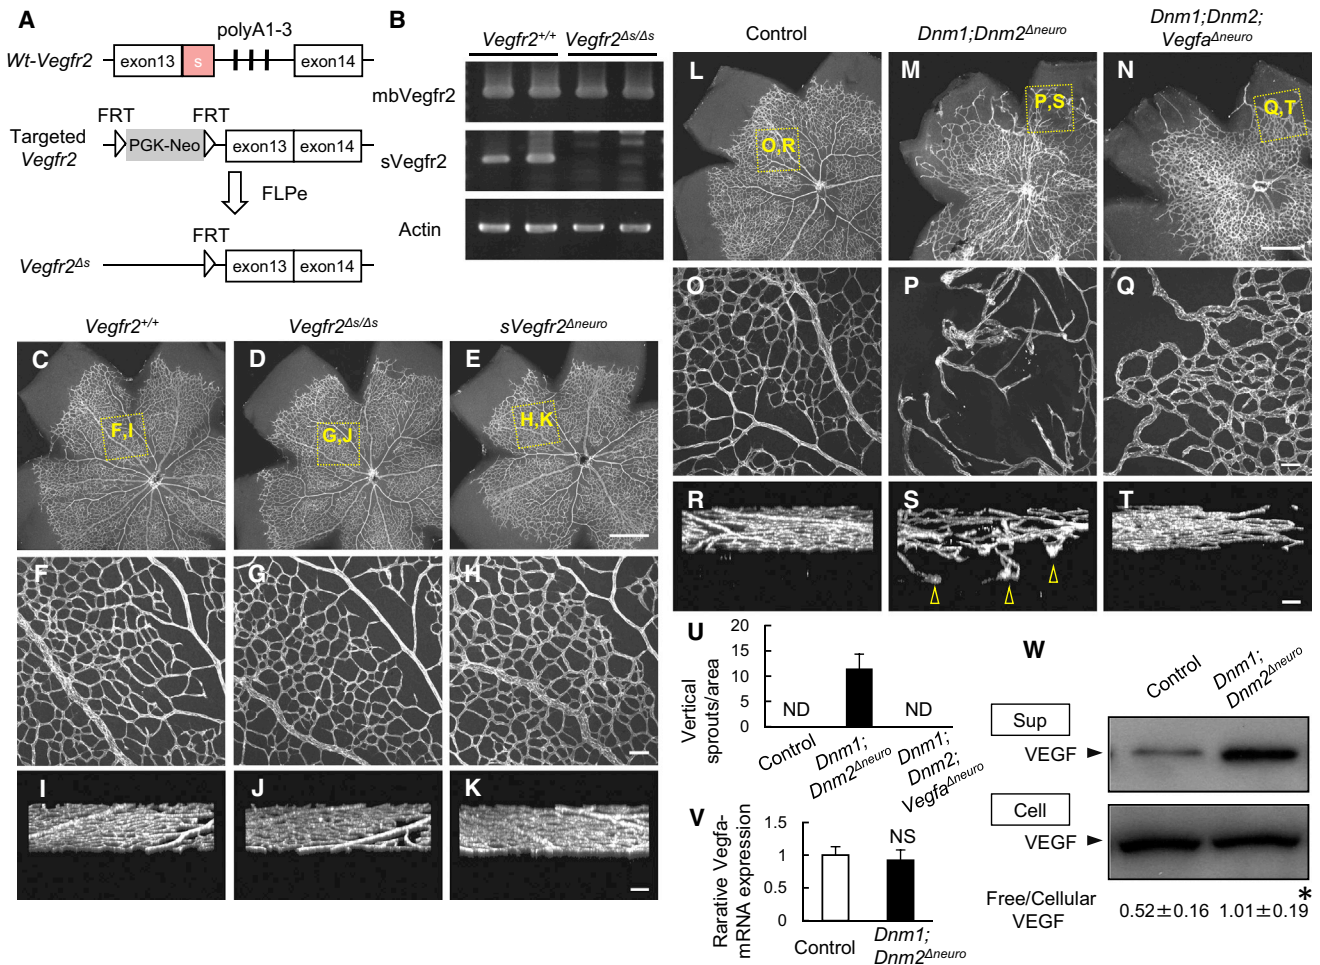 A
polyA1-3
Wt-Vegfr2
exon13
s
exon14
FRT
FRT
Targeted
Vegfr2
PGK-Neo
exon13
exon14
FLPe
FRT
Vegfr2Δs
exon13
exon14
B
Vegfr2+/+
Vegfr2Δs/Δs
mbVegfr2
sVegfr2
Actin
Vegfr2+/+
Vegfr2Δs/Δs
sVegfr2Δneuro
C
F,I
D
G,J
E
H,K
F
G
H
I
J
K
Control
Dnm1;Dnm2Δneuro
Dnm1;Dnm2;
VegfaΔneuro
L
O,R
M
P,S
N
Q,T
O
P
Q
R
S
T
U
Vertical
sprouts/area
20
15
10
5
0
ND
ND
Control
Dnm1;
Dnm2Δneuro
Dnm1;
Dnm2;
VegfaΔneuro
V
Rarative Vegfa-
mRNA expression
1.5
1
0.5
0
NS
Control
Dnm1;
Dnm2Δneuro
W
Control
Dnm1;
Dnm2Δneuro
Sup
VEGF
Cell
VEGF
Free/Cellular
VEGF
0.52±0.16
1.01±0.19
*